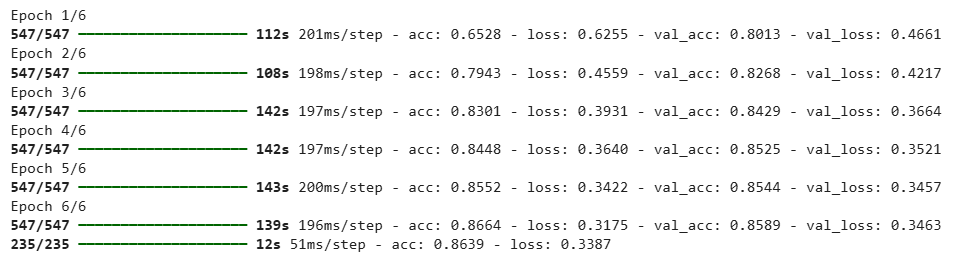 Epoch 1/6
547/547 ━━━━━━━━━━━━━━━━━━━━ 112s 201ms/step - acc: 0.6528 - loss: 0.6255 - val_acc: 0.8013 - val_loss: 0.4661
Epoch 2/6
547/547 ━━━━━━━━━━━━━━━━━━━━ 108s 198ms/step - acc: 0.7943 - loss: 0.4559 - val_acc: 0.8268 - val_loss: 0.4217
Epoch 3/6
547/547 ━━━━━━━━━━━━━━━━━━━━ 142s 197ms/step - acc: 0.8301 - loss: 0.3931 - val_acc: 0.8429 - val_loss: 0.3664
Epoch 4/6
547/547 ━━━━━━━━━━━━━━━━━━━━ 142s 197ms/step - acc: 0.8448 - loss: 0.3640 - val_acc: 0.8525 - val_loss: 0.3521
Epoch 5/6
547/547 ━━━━━━━━━━━━━━━━━━━━ 143s 200ms/step - acc: 0.8552 - loss: 0.3422 - val_acc: 0.8544 - val_loss: 0.3457
Epoch 6/6
547/547 ━━━━━━━━━━━━━━━━━━━━ 139s 196ms/step - acc: 0.8664 - loss: 0.3175 - val_acc: 0.8589 - val_loss: 0.3463
235/235 ━━━━━━━━━━━━━━━━━━━━ 12s 51ms/step - acc: 0.8639 - loss: 0.3387